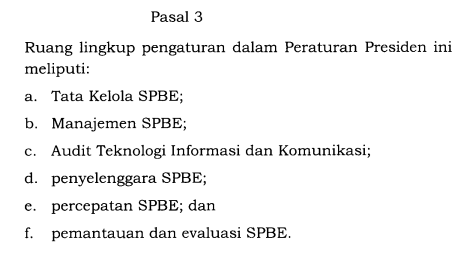 Pasal 3
Ruang lingkup pengaturan dalam Peraturan Presiden ini
meliputi:
a. Tata Kelola SPBE;
b. Manajemen SPBE;
c. Audit Teknologi Informasi dan Komunikasi;
d. penyelenggara SPBE;
e. percepatan SPBE; dan
f. pemantauan dan evaluasi SPBE.